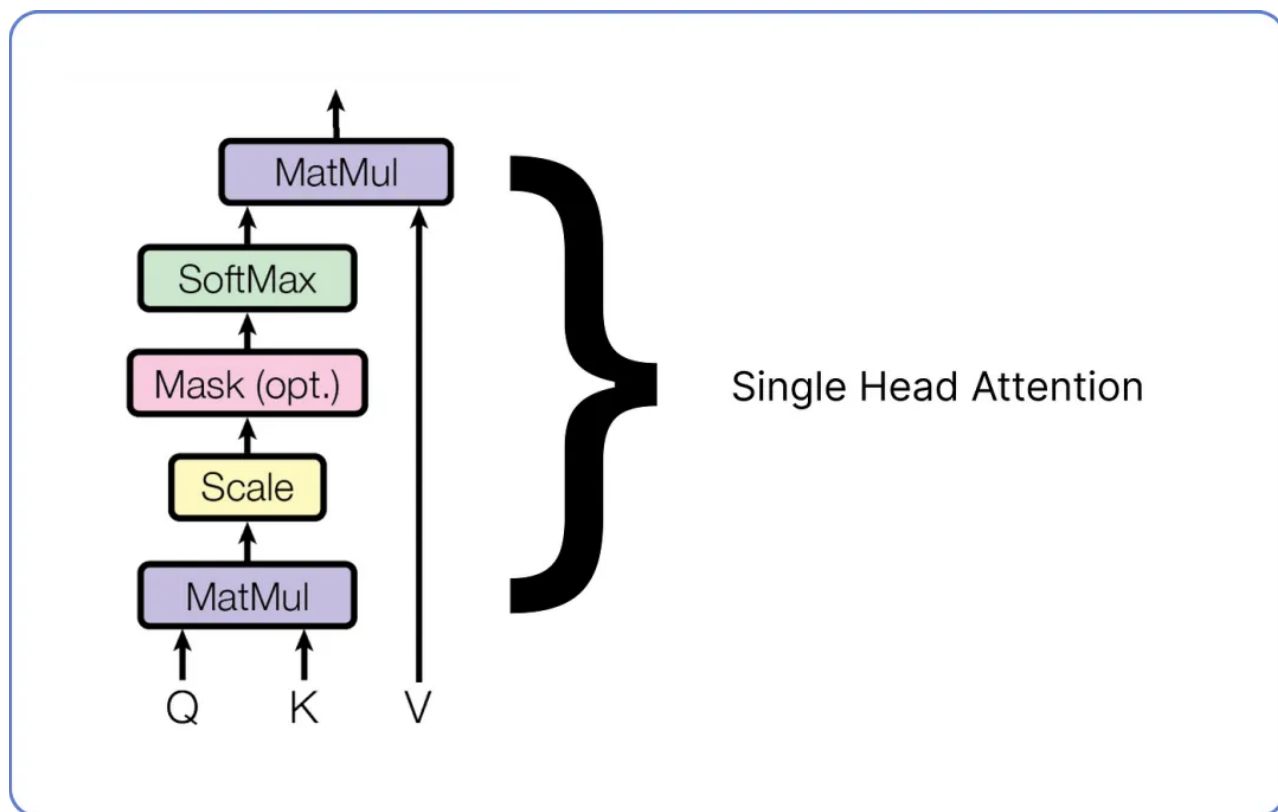 MatMul
SoftMax
Mask (opt.)
Single Head Attention
Scale
MatMul
Q K V